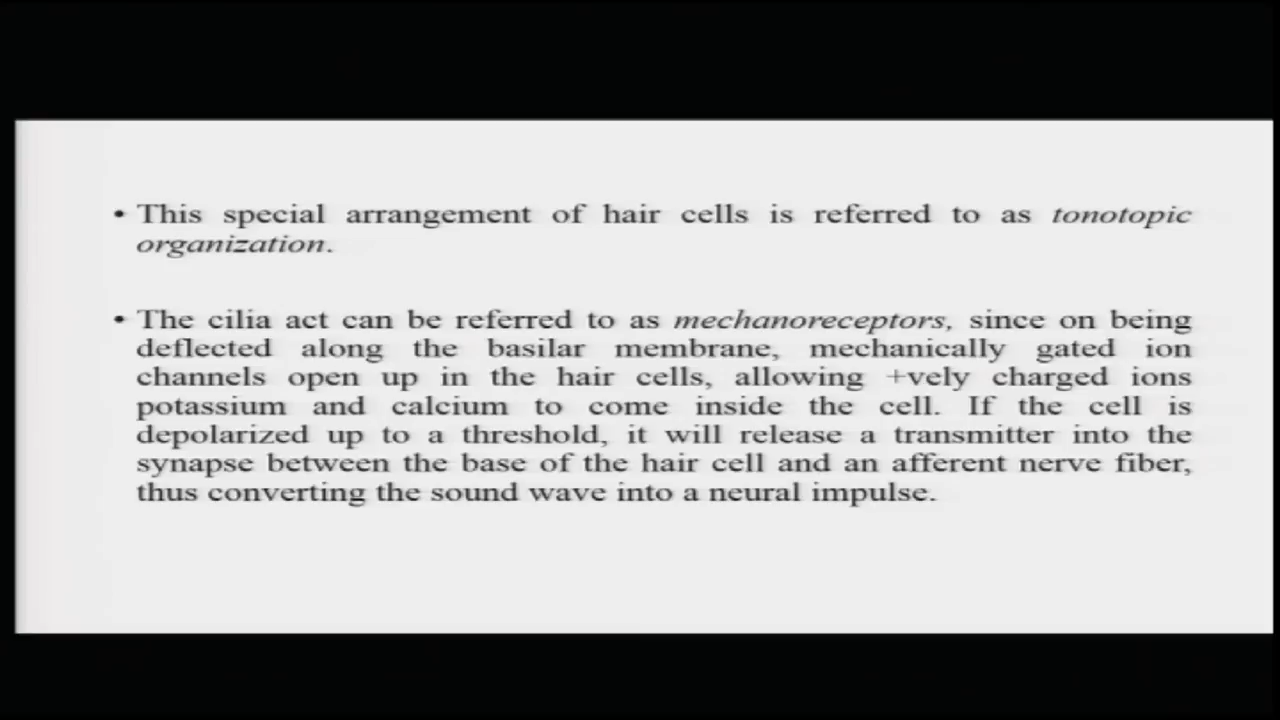 • This special arrangement of hair cells is referred to as tonotopic
organization.
• The cilia act can be referred to as mechanoreceptors, since on being
deflected along the basilar membrane, mechanically gated ion
channels open up in the hair cells, allowing +vely charged ions
potassium and calcium to come inside the cell. If the cell is
depolarized up to a threshold, it will release a transmitter into the
synapse between the base of the hair cell and an afferent nerve fiber,
thus converting the sound wave into a neural impulse.